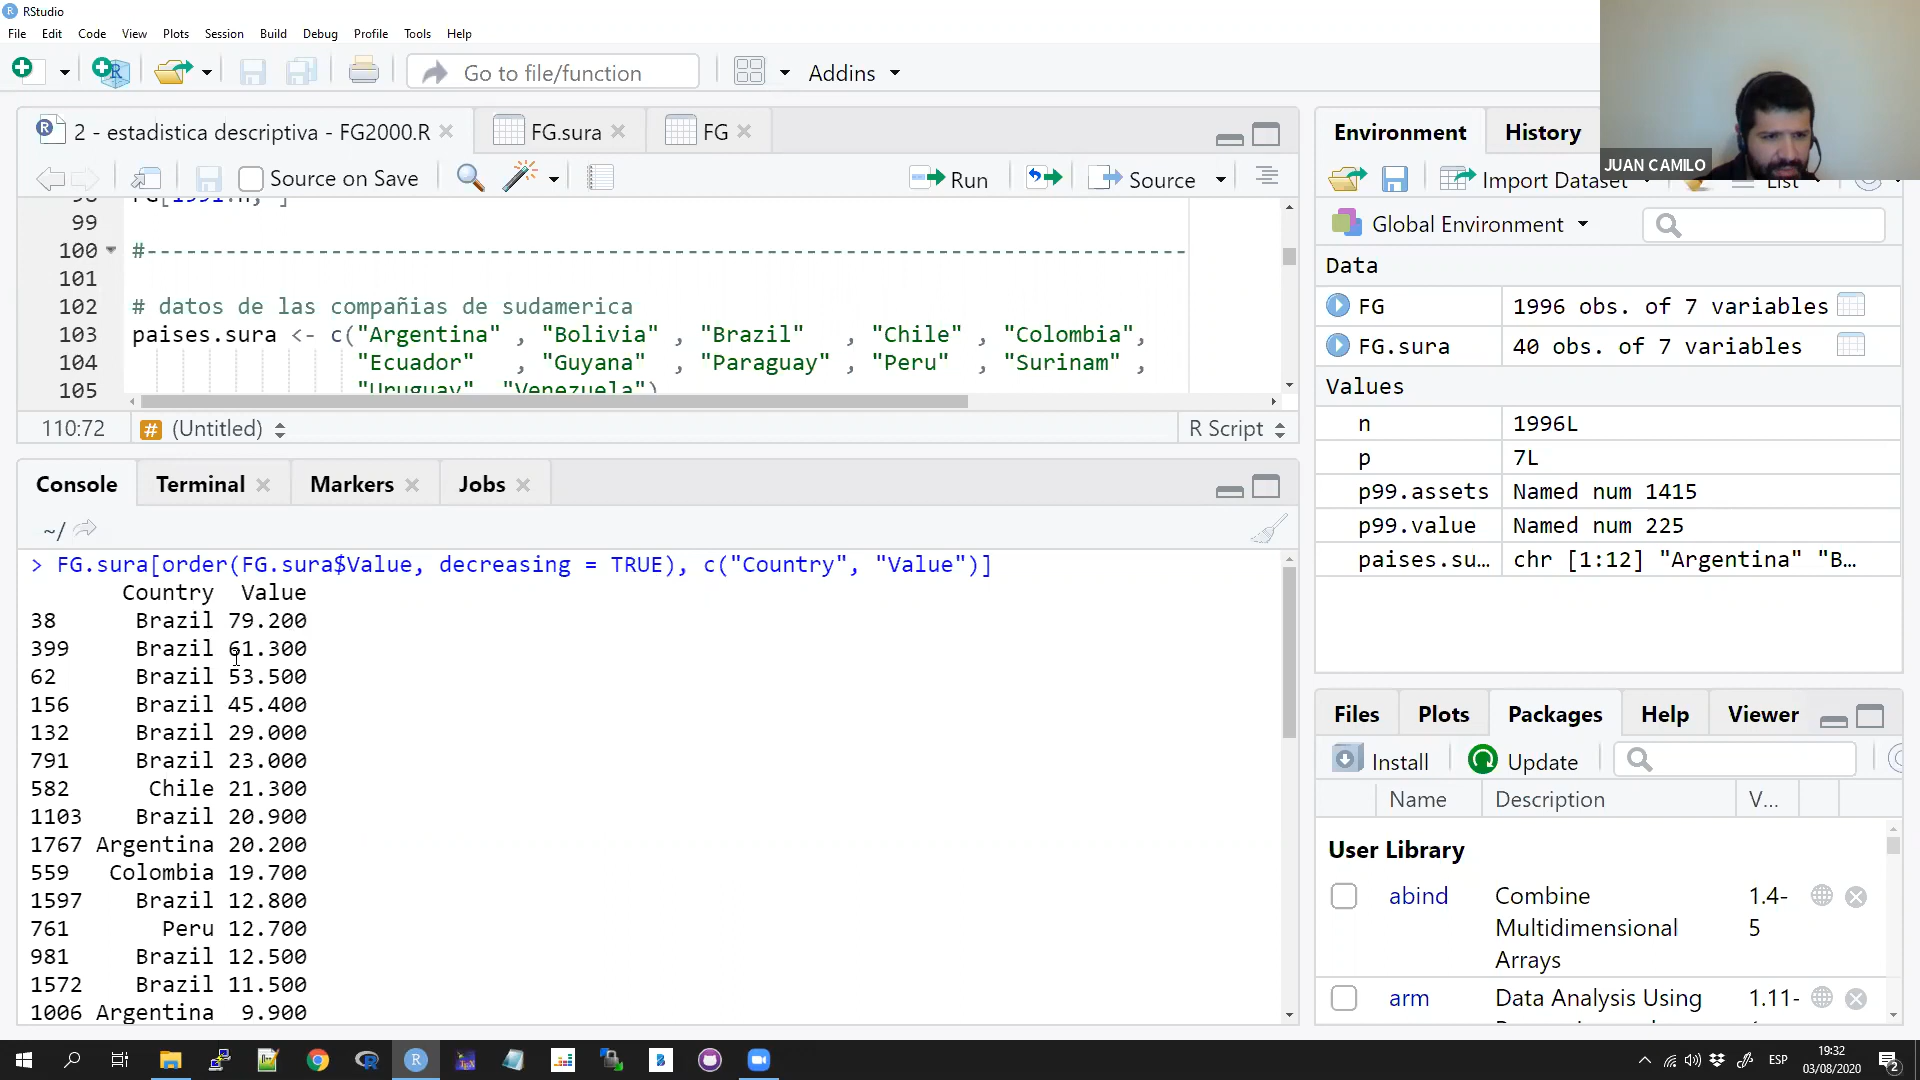 RStudio
File Edit Code View Plots Session Build Debug Profile Tools Help
Go to file/function Addins
2 - estadistica descriptiva - FG2000.R FG.sura FG
Source on Save Run Source
99
100 #-------------------------------------------------------------------------------
101
102 # datos de las compañias de sudamerica
103 paises.sura <- c("Argentina" , "Bolivia" , "Brazil" , "Chile" , "Colombia",
104 "Ecuador" , "Guyana" , "Paraguay" , "Peru" , "Surinam" ,
105 "Uruguay", "Venezuela")
110:72 # (Untitled) R Script
Console Terminal Markers Jobs
~/
> FG.sura[order(FG.sura$Value, decreasing = TRUE), c("Country", "Value")]
Country Value
38 Brazil 79.200
399 Brazil 61.300
62 Brazil 53.500
156 Brazil 45.400
132 Brazil 29.000
791 Brazil 23.000
582 Chile 21.300
1103 Brazil 20.900
1767 Argentina 20.200
559 Colombia 19.700
1597 Brazil 12.800
761 Peru 12.700
981 Brazil 12.500
1572 Brazil 11.500
1006 Argentina 9.900
JUAN CAMILO
Environment History
Import Dataset List
Global Environment
Data
FG 1996 obs. of 7 variables
FG.sura 40 obs. of 7 variables
Values
n 1996L
p 7L
p99.assets Named num 1415
p99.value Named num 225
paises.su… chr [1:12] "Argentina" "B…
Files Plots Packages Help Viewer
Install Update
Name Description V...
User Library
abind Combine Multidimensional Arrays 1.4-5
arm Data Analysis Using 1.11-
ESP
19:32
03/08/2020
2